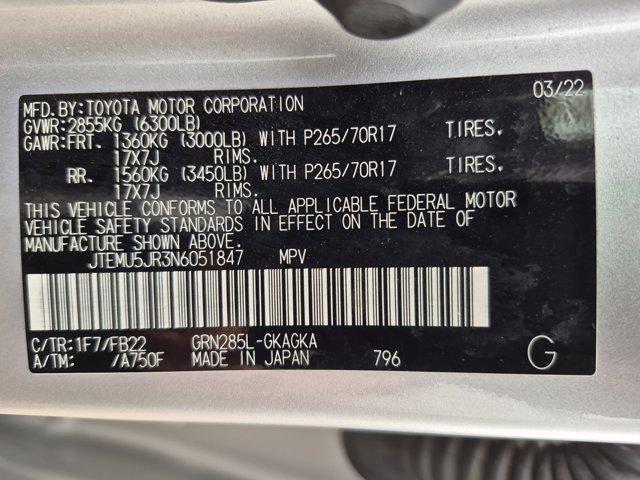 03/22
MFD.BY:TOYOTA MOTOR CORPORATION
GVWR:2855KG (6300LB)
GAWR:FRT. 1360KG (3000LB) WITH P265/70R17 TIRES.
17X7J RIMS.
RR. 1560KG (3450LB) WITH P265/70R17 TIRES.
17X7J RIMS.
THIS VEHICLE CONFORMS TO ALL APPLICABLE FEDERAL MOTOR
VEHICLE SAFETY STANDARDS IN EFFECT ON THE DATE OF
MANUFACTURE SHOWN ABOVE.
JTEMU5JR3N6051847 MPV
C/TR:1F7/FB22 GRN285L-GKAGKA
A/TM: /A750F MADE IN JAPAN 796 G